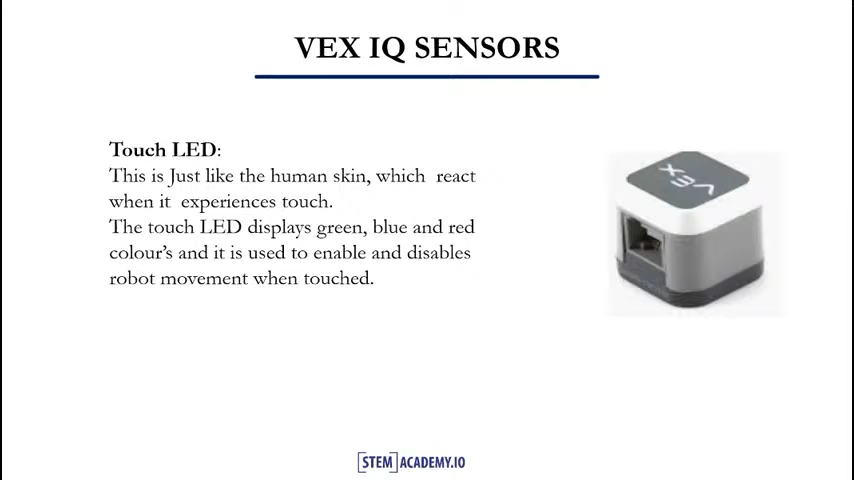 VEX IQ SENSORS
Touch LED:
This is Just like the human skin, which  react
when it  experiences touch.
The touch LED displays green, blue and red
colour’s and it is used to enable and disables
robot movement when touched.
VEX
[STEM]ACADEMY.IO